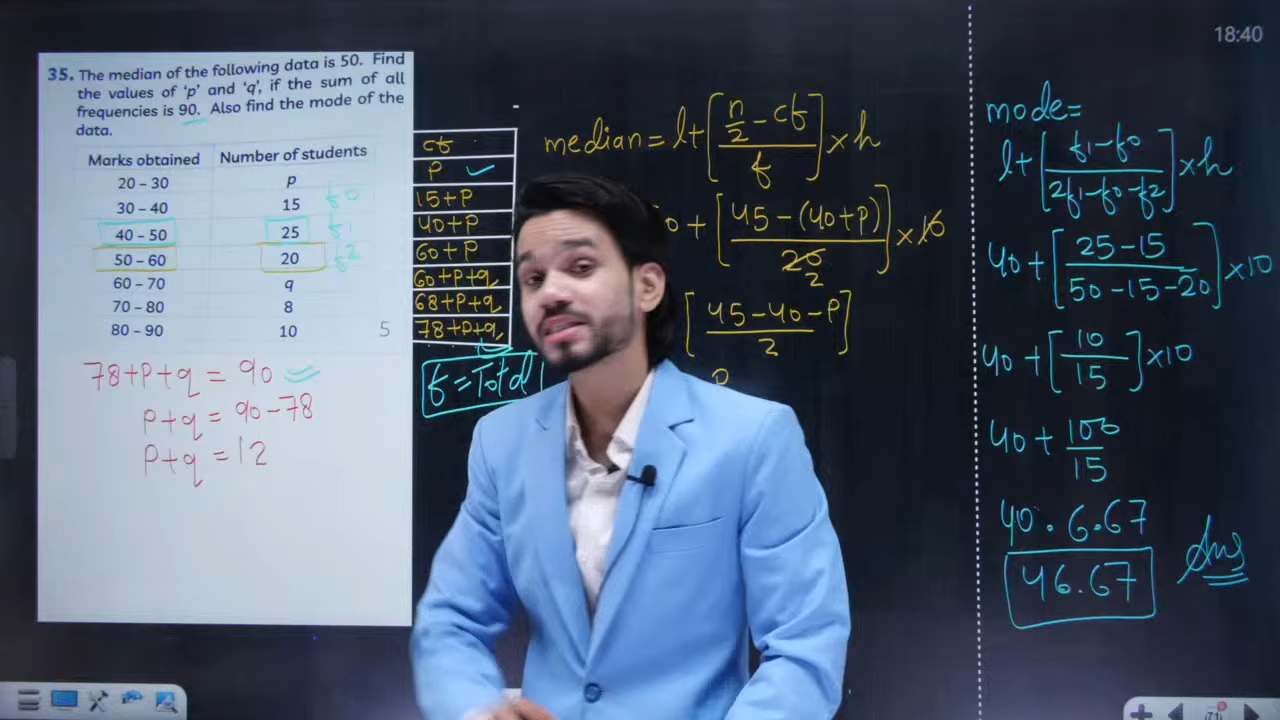 18:40
35. The median of the following data is 50. Find
the values of 'p' and 'q', if the sum of all
frequencies is 90. Also find the mode of the
data.
Marks obtained Number of students
20 – 30 p
30 – 40 15 f0
40 – 50 25 f1
50 – 60 20 f2
60 – 70 q
70 – 80 8
80 – 90 10 5
78+p+q = 90
p+q = 90-78
p+q = 12
cf
p
15+p
40+p
60+p
60+p+q
68+p+q
78+p+q
f = Total
median = l+[n/2 - cf / f] × h
0 + [45-(40+p) / 20] × 10
2
[45-40-p / 2]
mode=
l+[f1-f0 / 2f1-f0-f2] × h
40+[25-15 / 50-15-20] × 10
40+[10 / 15] × 10
40+ 100 / 15
40 . 6.67
46.67 Ans
71